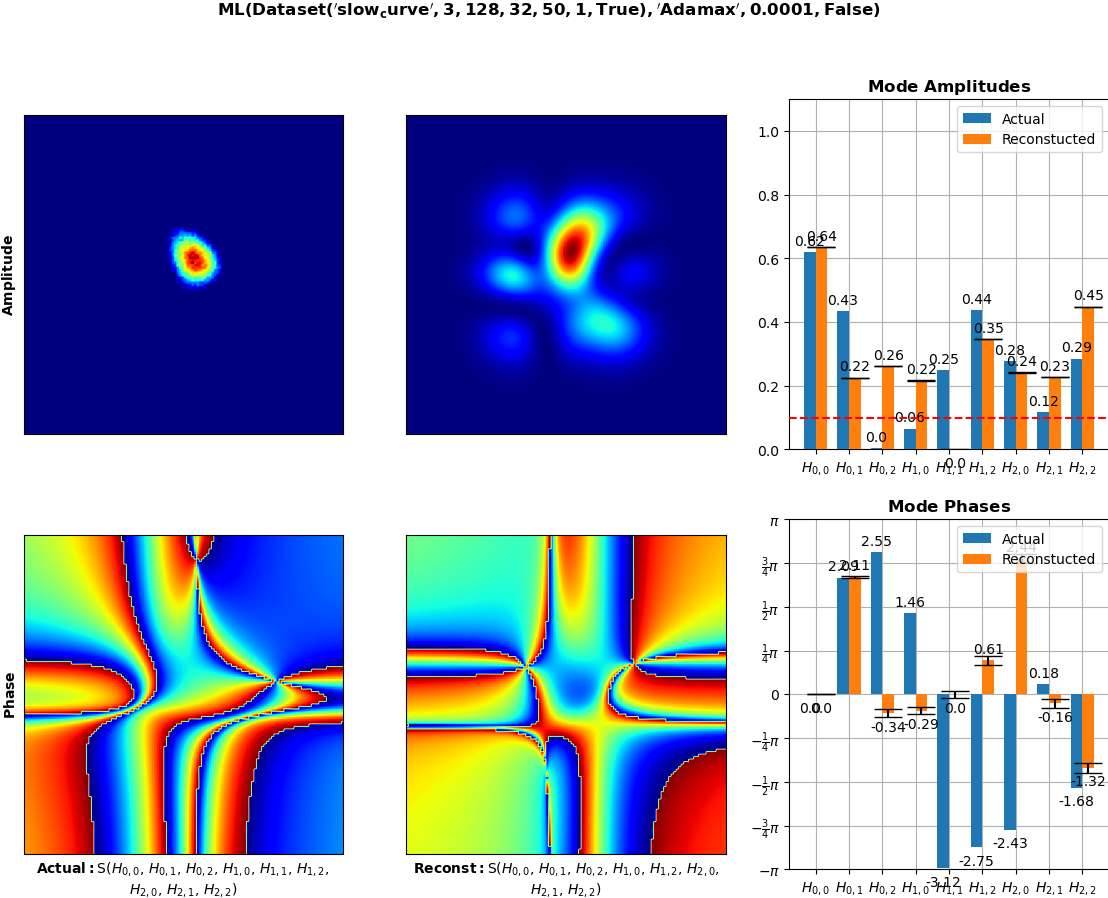 ML(Dataset('slow_curve', 3, 128, 32, 50, 1, True), 'Adamax', 0.0001, False)
Amplitude
Mode Amplitudes
Actual
Reconstucted
1.0
0.8
0.6
0.4
0.2
0.0
0.62 0.64
0.43 0.22
0.0 0.26
0.06 0.22
0.25 0.0
0.44 0.35
0.28 0.24
0.12 0.23
0.29 0.45
H0,0 H0,1 H0,2 H1,0 H1,1 H1,2 H2,0 H2,1 H2,2
Phase
Mode Phases
Actual
Reconstucted
π
3/4π
1/2π
1/4π
0
−1/4π
−1/2π
−3/4π
−π
0.0 0.0
2.09 2.11
2.55 -0.34
1.46 -0.29
-3.12 0.0
-2.75 0.61
-2.43 2.44
0.18 -0.16
-1.68 -1.32
H0,0 H0,1 H0,2 H1,0 H1,1 H1,2 H2,0 H2,1 H2,2
Actual: S(H0,0, H0,1, H0,2, H1,0, H1,1, H1,2,
H2,0, H2,1, H2,2)
Reconst: S(H0,0, H0,1, H0,2, H1,0, H1,2, H2,0,
H2,1, H2,2)